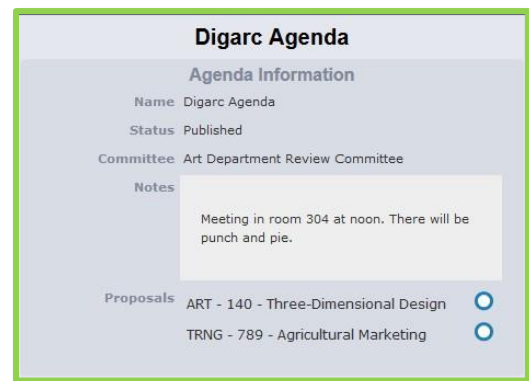 Digarc Agenda
Agenda Information
Name Digarc Agenda
Status Published
Committee Art Department Review Committee
Notes
Meeting in room 304 at noon. There will be
punch and pie.
Proposals ART - 140 - Three-Dimensional Design
TRNG - 789 - Agricultural Marketing